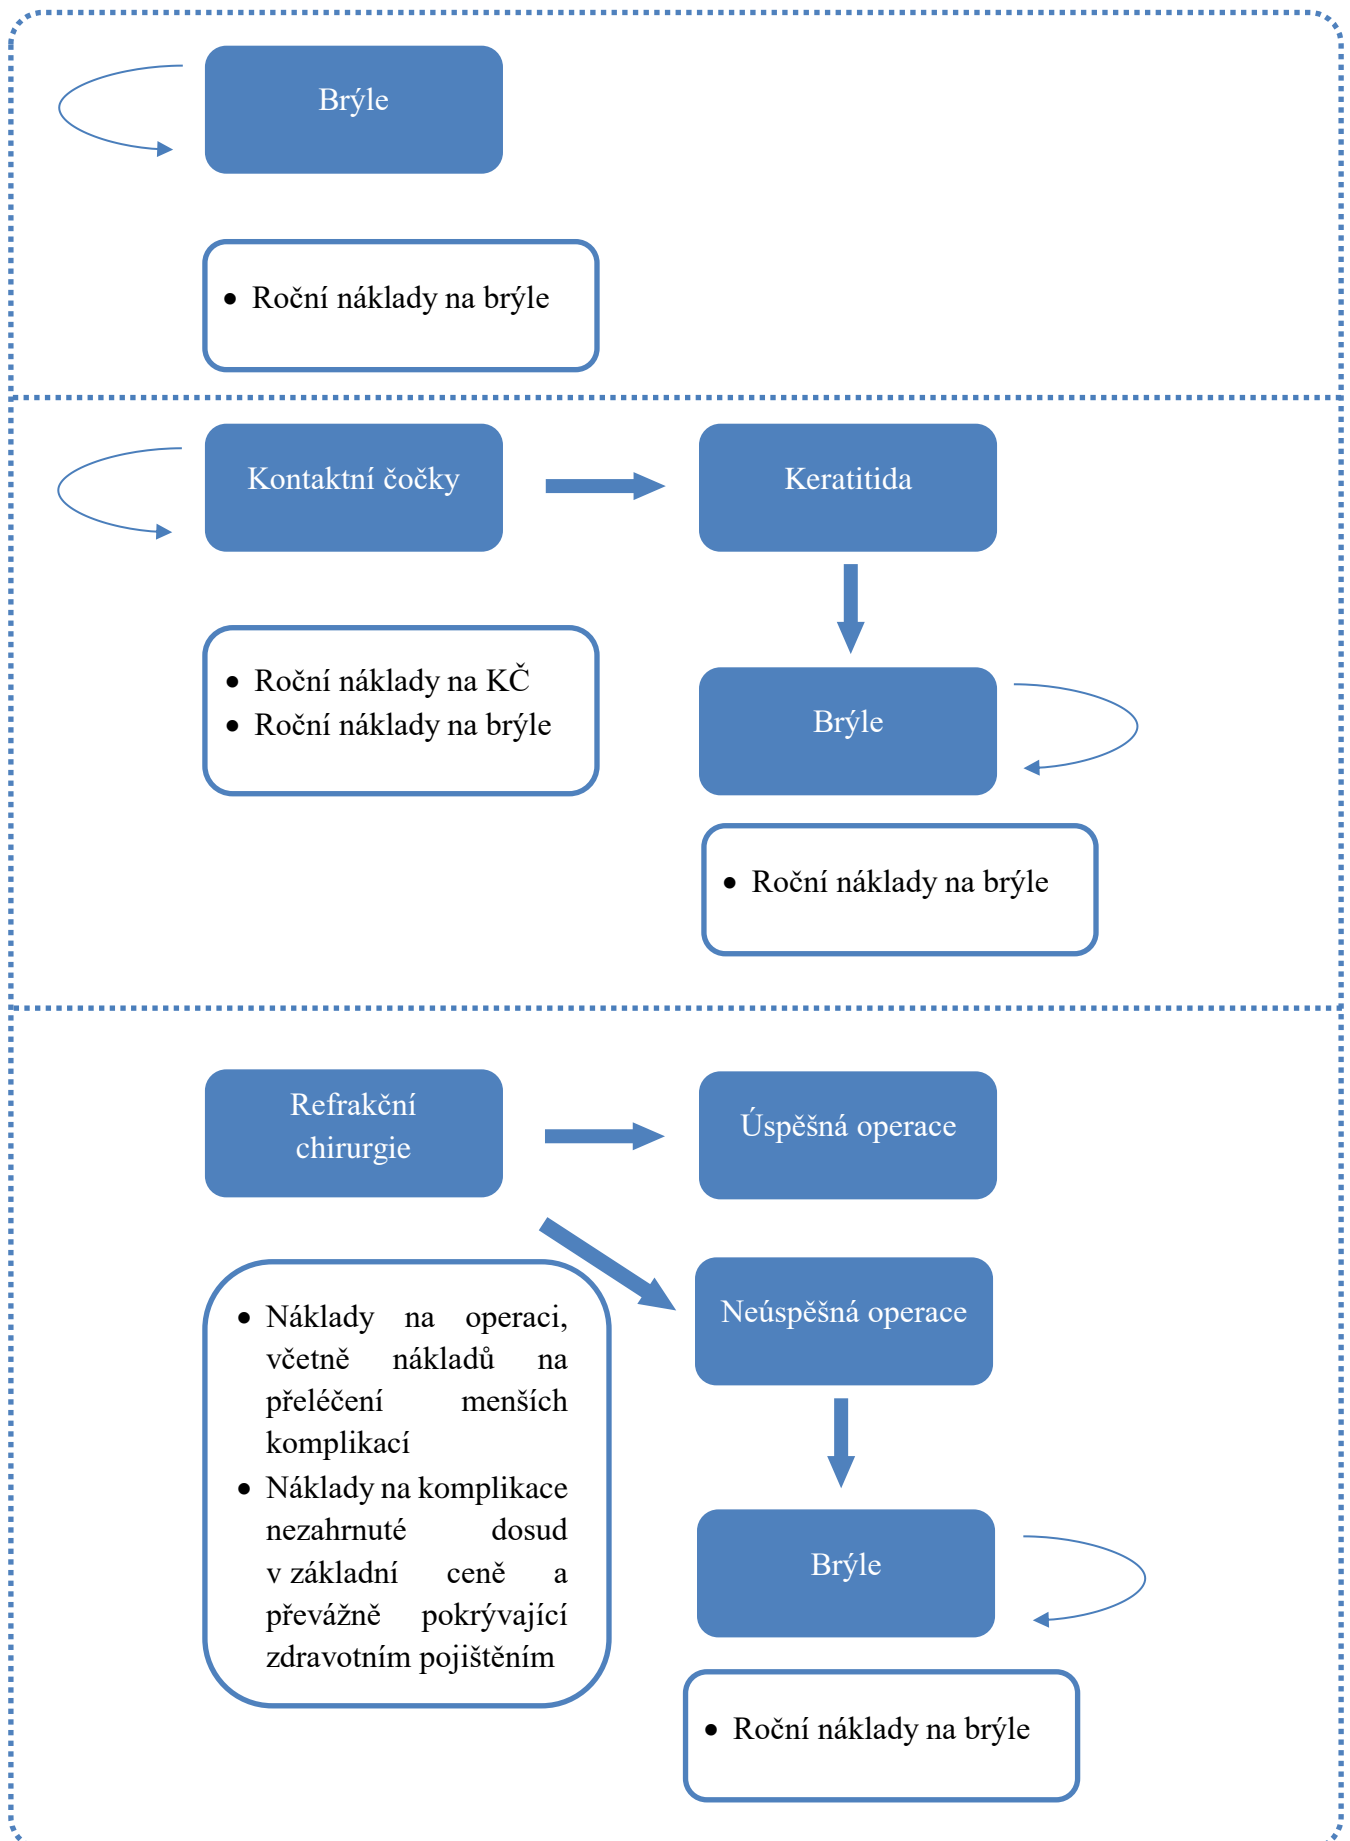 Brýle
• Roční náklady na brýle
Kontaktní čočky
Keratitida
• Roční náklady na KČ
• Roční náklady na brýle
Brýle
• Roční náklady na brýle
Refrakční
chirurgie
Úspěšná operace
Neúspěšná operace
• Náklady na operaci,
včetně nákladů na
přeléčení menších
komplikací
• Náklady na komplikace
nezahrnuté dosud
v základní ceně a
převážně pokrývající
zdravotním pojištěním
Brýle
• Roční náklady na brýle